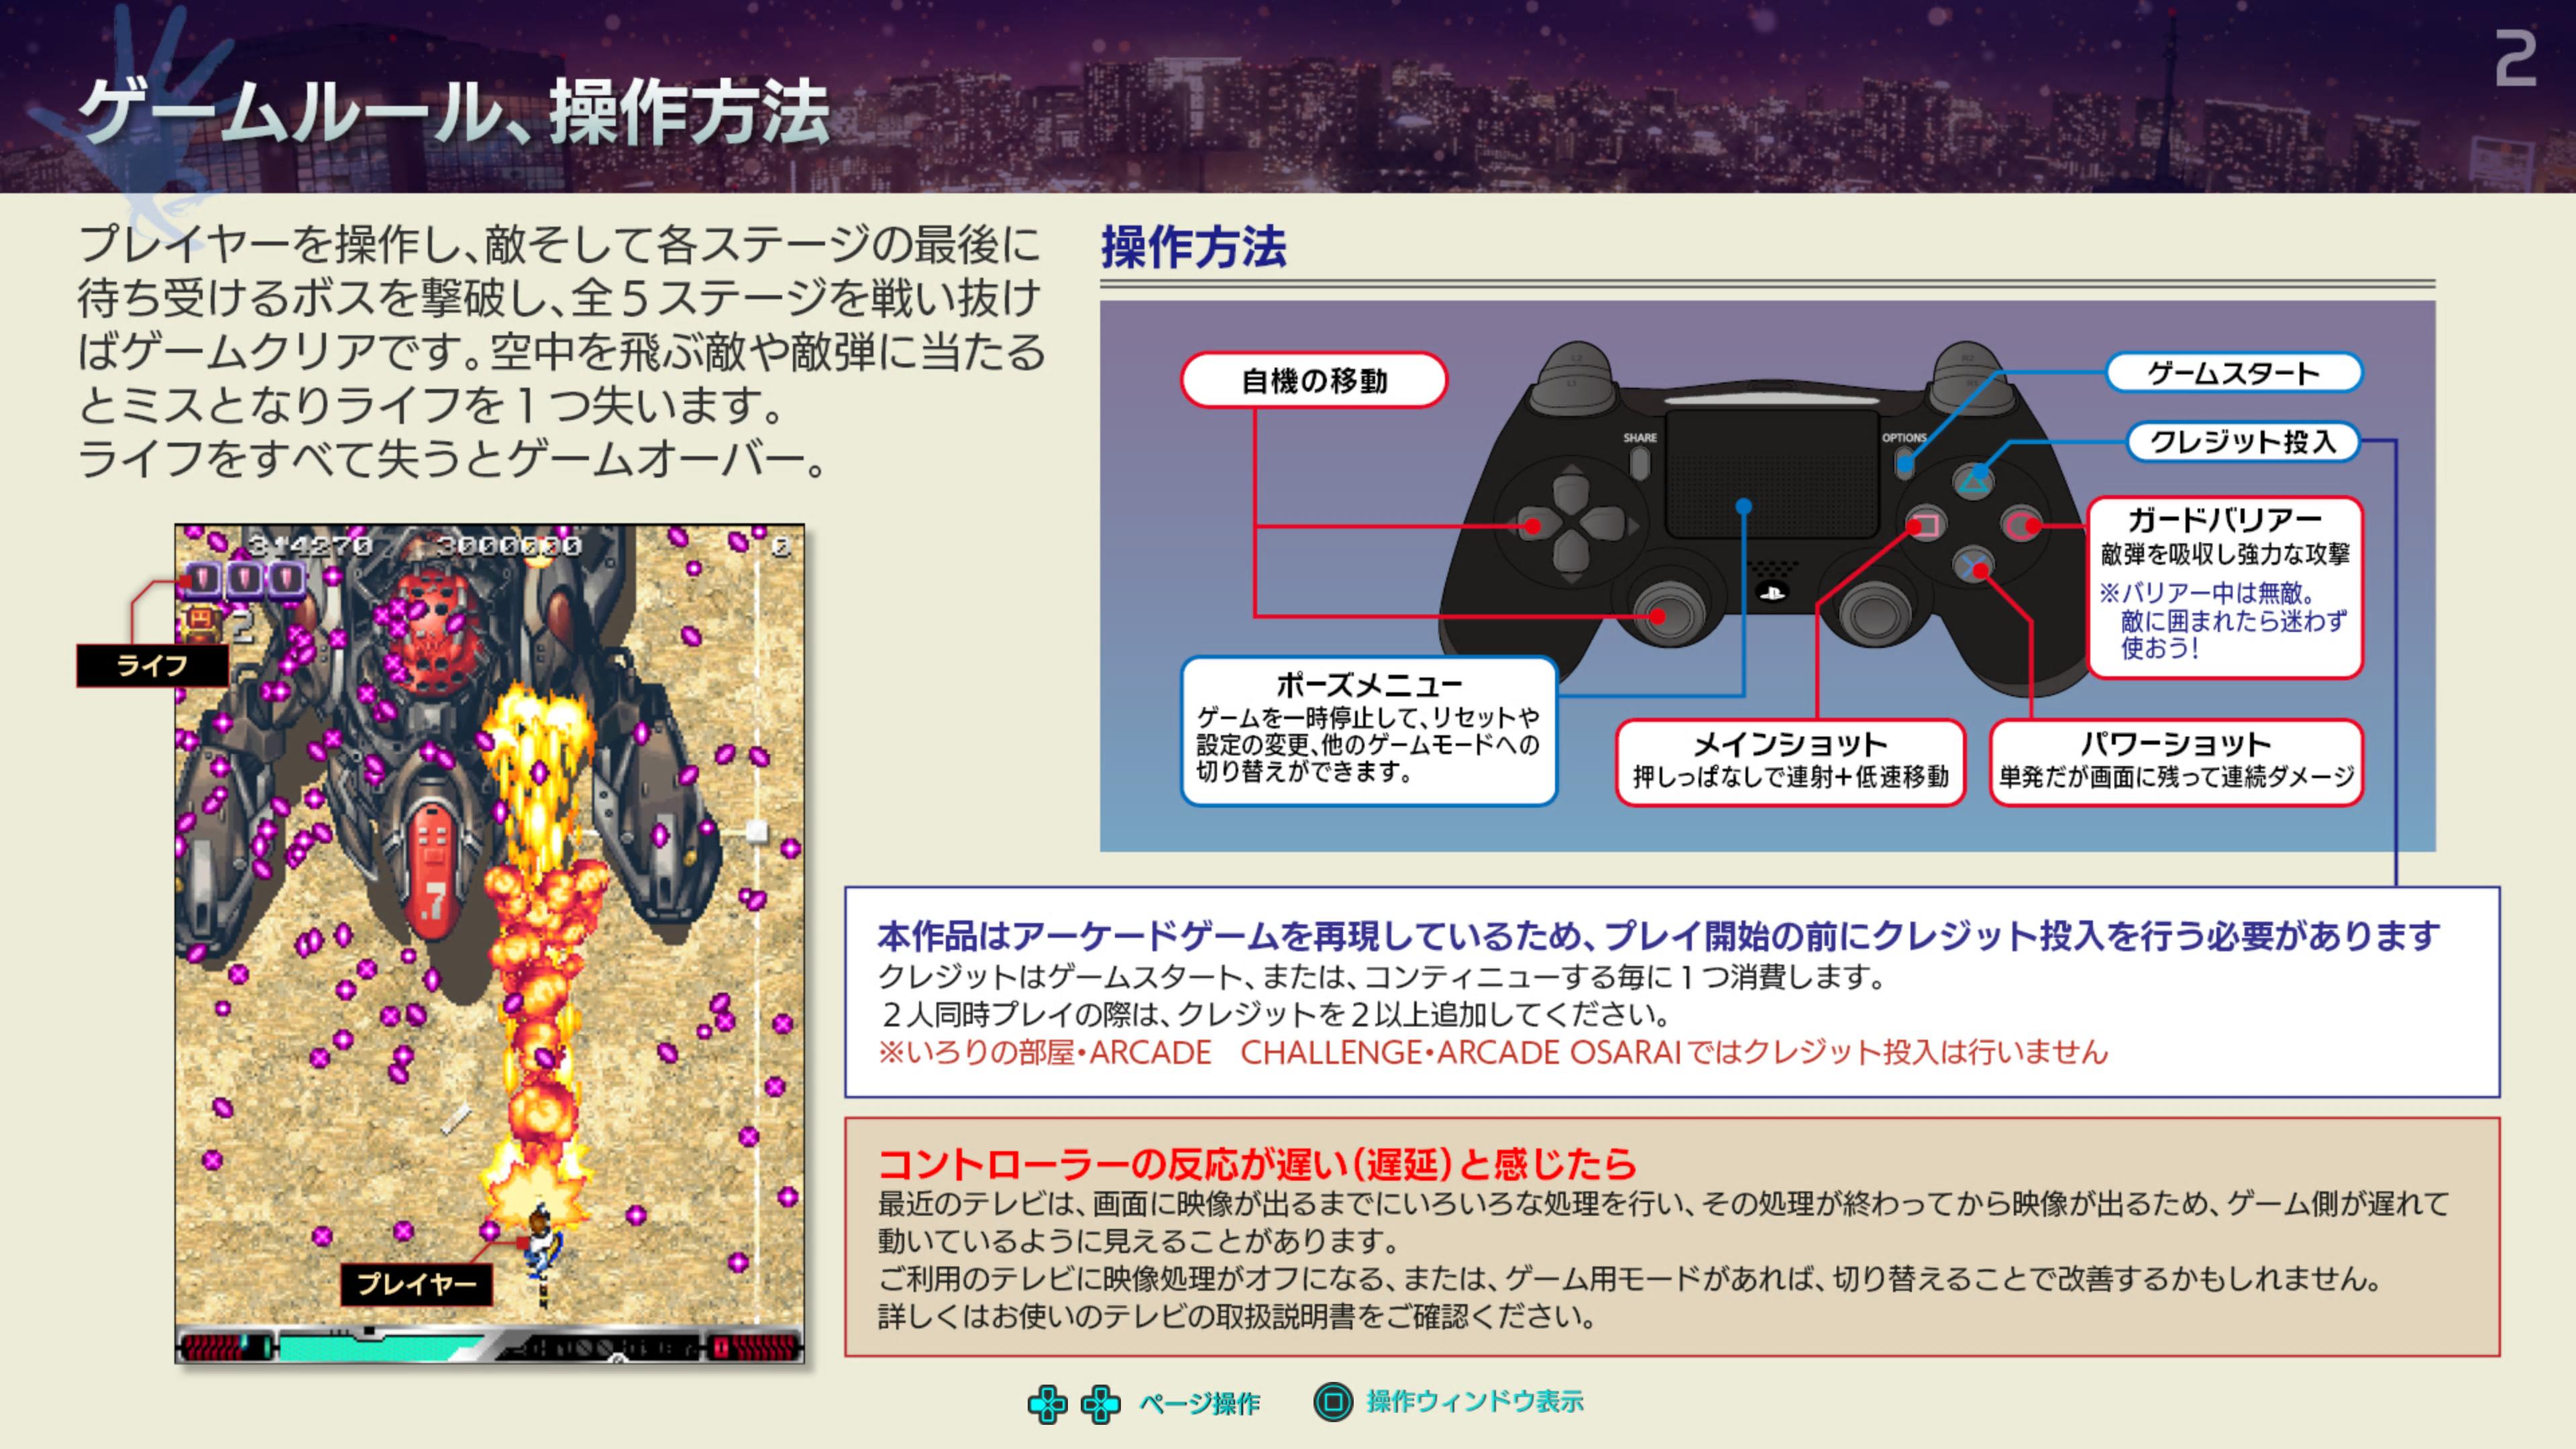 2
ゲームルール、操作方法
プレイヤーを操作し、敵そして各ステージの最後に
待ち受けるボスを撃破し、全５ステージを戦い抜け
ばゲームクリアです。空中を飛ぶ敵や敵弾に当たる
とミスとなりライフを１つ失います。
ライフをすべて失うとゲームオーバー。
314270 3000000 0
2
ライフ
.7
プレイヤー
操作方法
自機の移動
L2
L1
R2
R1
SHARE
OPTIONS
ゲームスタート
クレジット投入
ガードバリアー
敵弾を吸収し強力な攻撃
※バリアー中は無敵。
敵に囲まれたら迷わず
使おう！
ポーズメニュー
ゲームを一時停止して、リセットや
設定の変更、他のゲームモードへの
切り替えができます。
メインショット
押しっぱなしで連射＋低速移動
パワーショット
単発だが画面に残って連続ダメージ
本作品はアーケードゲームを再現しているため、プレイ開始の前にクレジット投入を行う必要があります
クレジットはゲームスタート、または、コンティニューする毎に１つ消費します。
２人同時プレイの際は、クレジットを２以上追加してください。
※いろりの部屋・ARCADE　CHALLENGE・ARCADE OSARAIではクレジット投入は行いません
コントローラーの反応が遅い（遅延）と感じたら
最近のテレビは、画面に映像が出るまでにいろいろな処理を行い、その処理が終わってから映像が出るため、ゲーム側が遅れて
動いているように見えることがあります。
ご利用のテレビに映像処理がオフになる、または、ゲーム用モードがあれば、切り替えることで改善するかもしれません。
詳しくはお使いのテレビの取扱説明書をご確認ください。
ページ操作
操作ウィンドウ表示